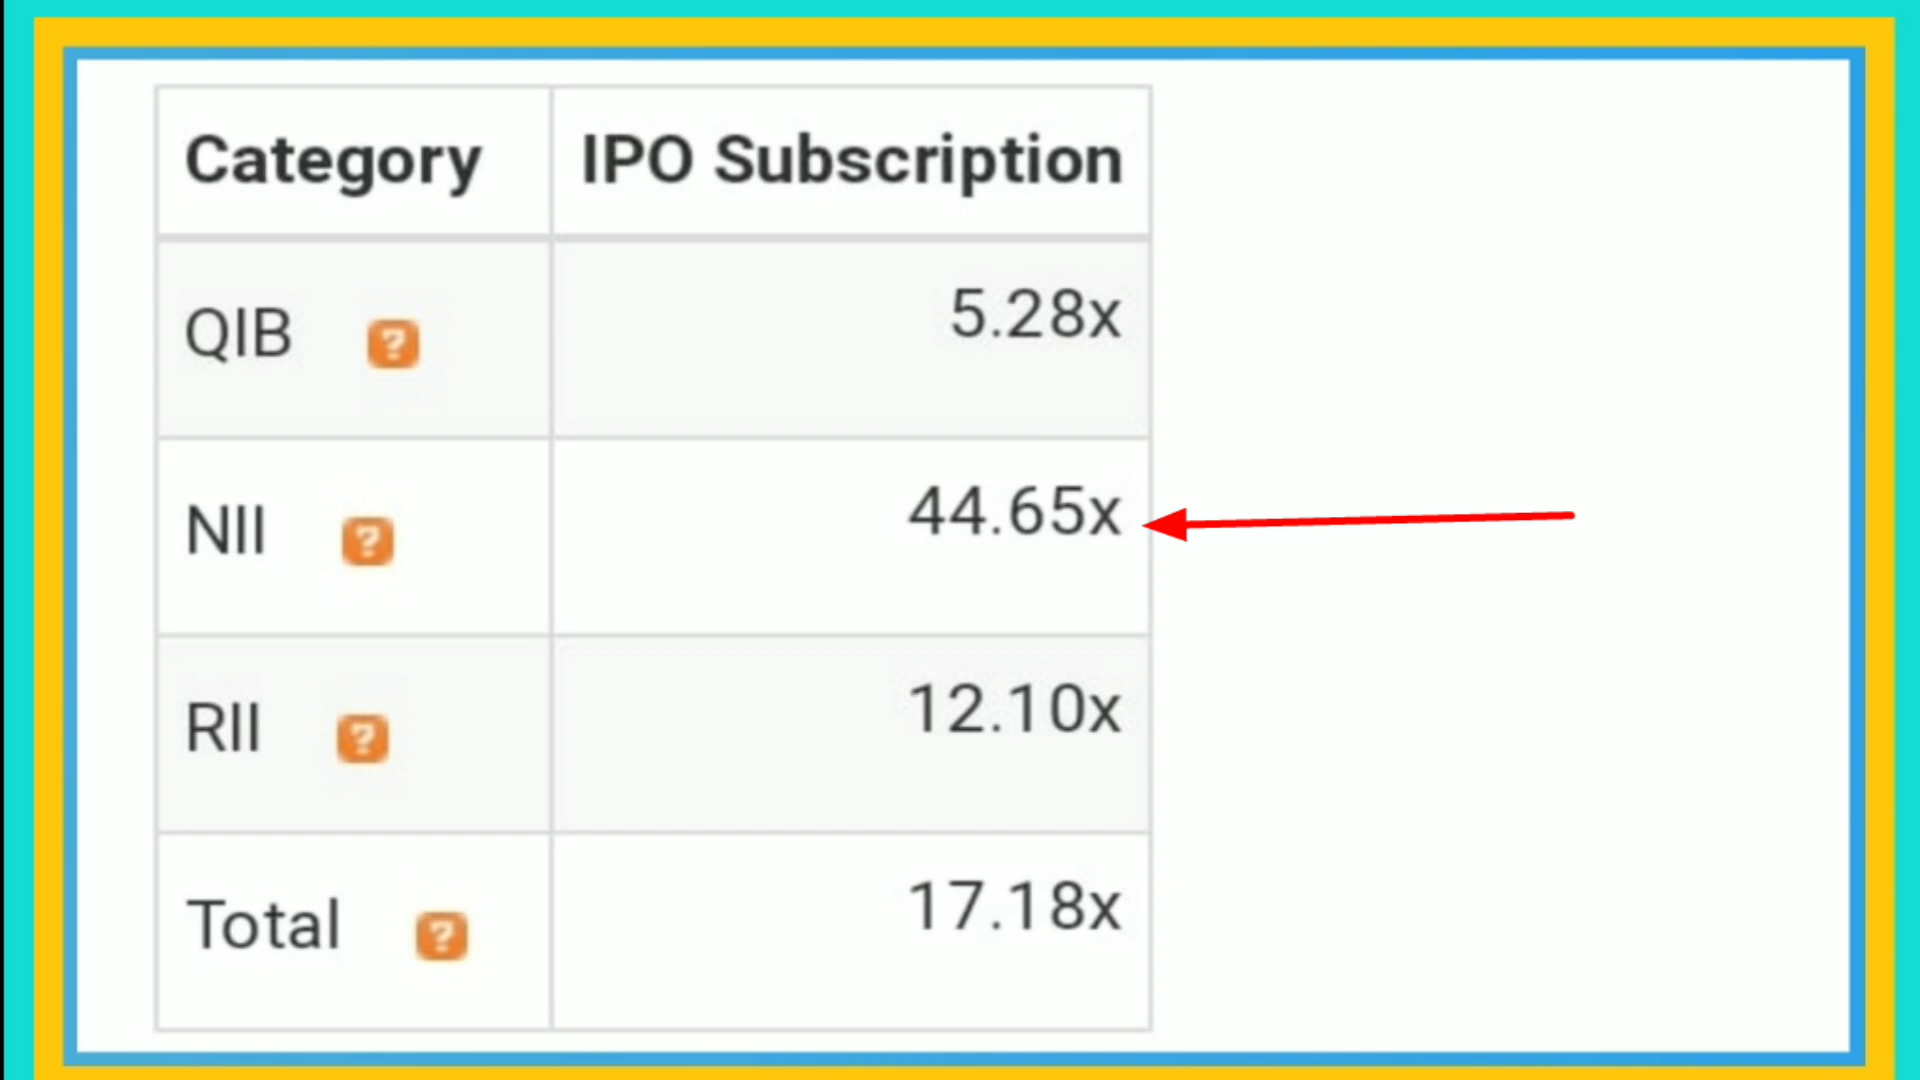 Category IPO Subscription
QIB ? 5.28x
NII ? 44.65x
RII ? 12.10x
Total ? 17.18x